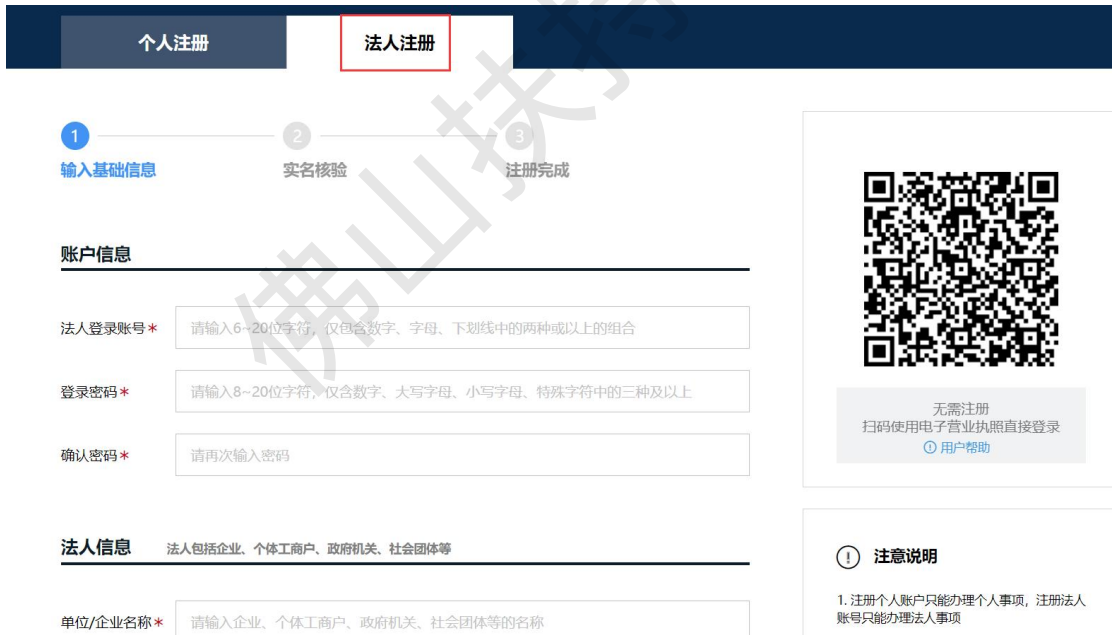 个人注册
法人注册
1
2
3
输入基础信息
实名核验
注册完成
账户信息
法人登录账号*
请输入6~20位字符，仅包含数字、字母、下划线中的两种或以上的组合
登录密码*
请输入8~20位字符，仅含数字、大写字母、小写字母、特殊字符中的三种及以上
确认密码*
请再次输入密码
法人信息 法人包括企业、个体工商户、政府机关、社会团体等
单位/企业名称*
请输入企业、个体工商户、政府机关、社会团体等的名称
无需注册
扫码使用电子营业执照直接登录
用户帮助
注意说明
1. 注册个人账户只能办理个人事项，注册法人
账号只能办理法人事项
佛山扶持